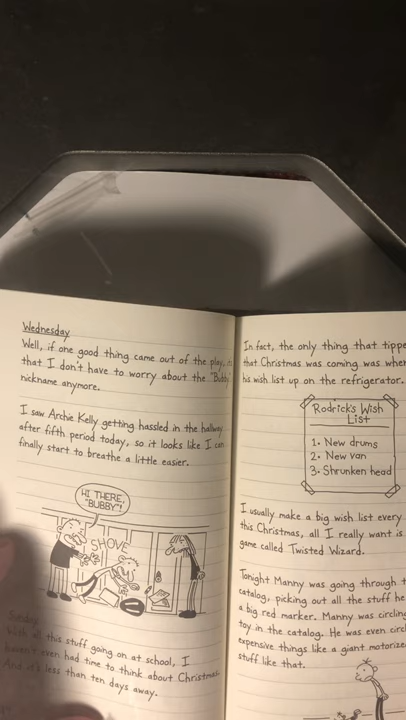 Wednesday
Well, if one good thing came out of the play, it's
that I don't have to worry about the "Bubby"
nickname anymore.
I saw Archie Kelly getting hassled in the hallway
after fifth period today, so it looks like I can
finally start to breathe a little easier.
HI THERE,
"BUBBY"!
SHOVE
Sunday
With all this stuff going on at school, I
haven't even had time to think about Christmas.
And it's less than ten days away.
In fact, the only thing that tippe
that Christmas was coming was when
his wish list up on the refrigerator.
Rodrick's Wish
List
1. New drums
2. New van
3. Shrunken head
I usually make a big wish list every
this Christmas, all I really want is
game called Twisted Wizard.
Tonight Manny was going through t
catalog, picking out all the stuff he
a big red marker. Manny was circling
toy in the catalog. He was even circl
expensive things like a giant motorize
stuff like that.